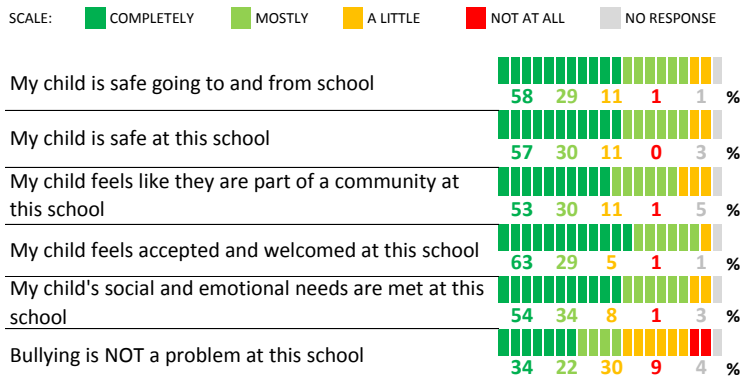 SCALE: COMPLETELY MOSTLY A LITTLE NOT AT ALL NO RESPONSE
My child is safe going to and from school
58 29 11 1 1 %
My child is safe at this school
57 30 11 0 3 %
My child feels like they are part of a community at
this school
53 30 11 1 5 %
My child feels accepted and welcomed at this school
63 29 5 1 1 %
My child's social and emotional needs are met at this
school
54 34 8 1 3 %
Bullying is NOT a problem at this school
34 22 30 9 4 %